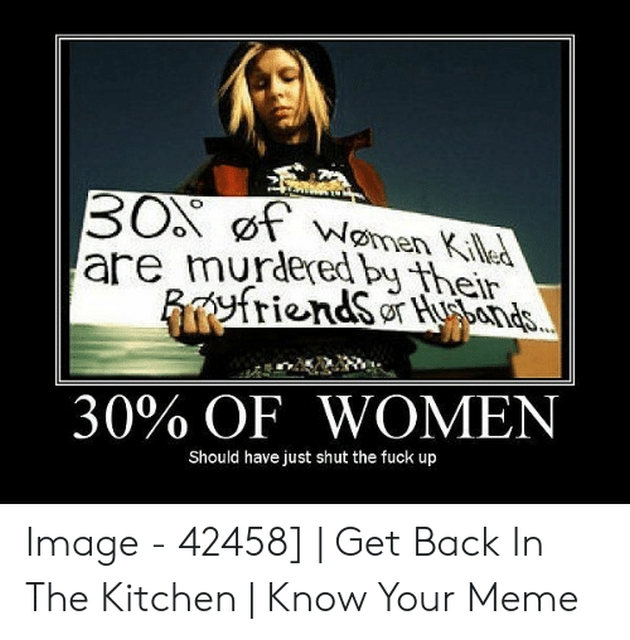 30% øf wømen Killed
are murdered by their
Bøyfriends ør Husbands...
30% OF WOMEN
Should have just shut the fuck up
Image - 42458] | Get Back In
The Kitchen | Know Your Meme